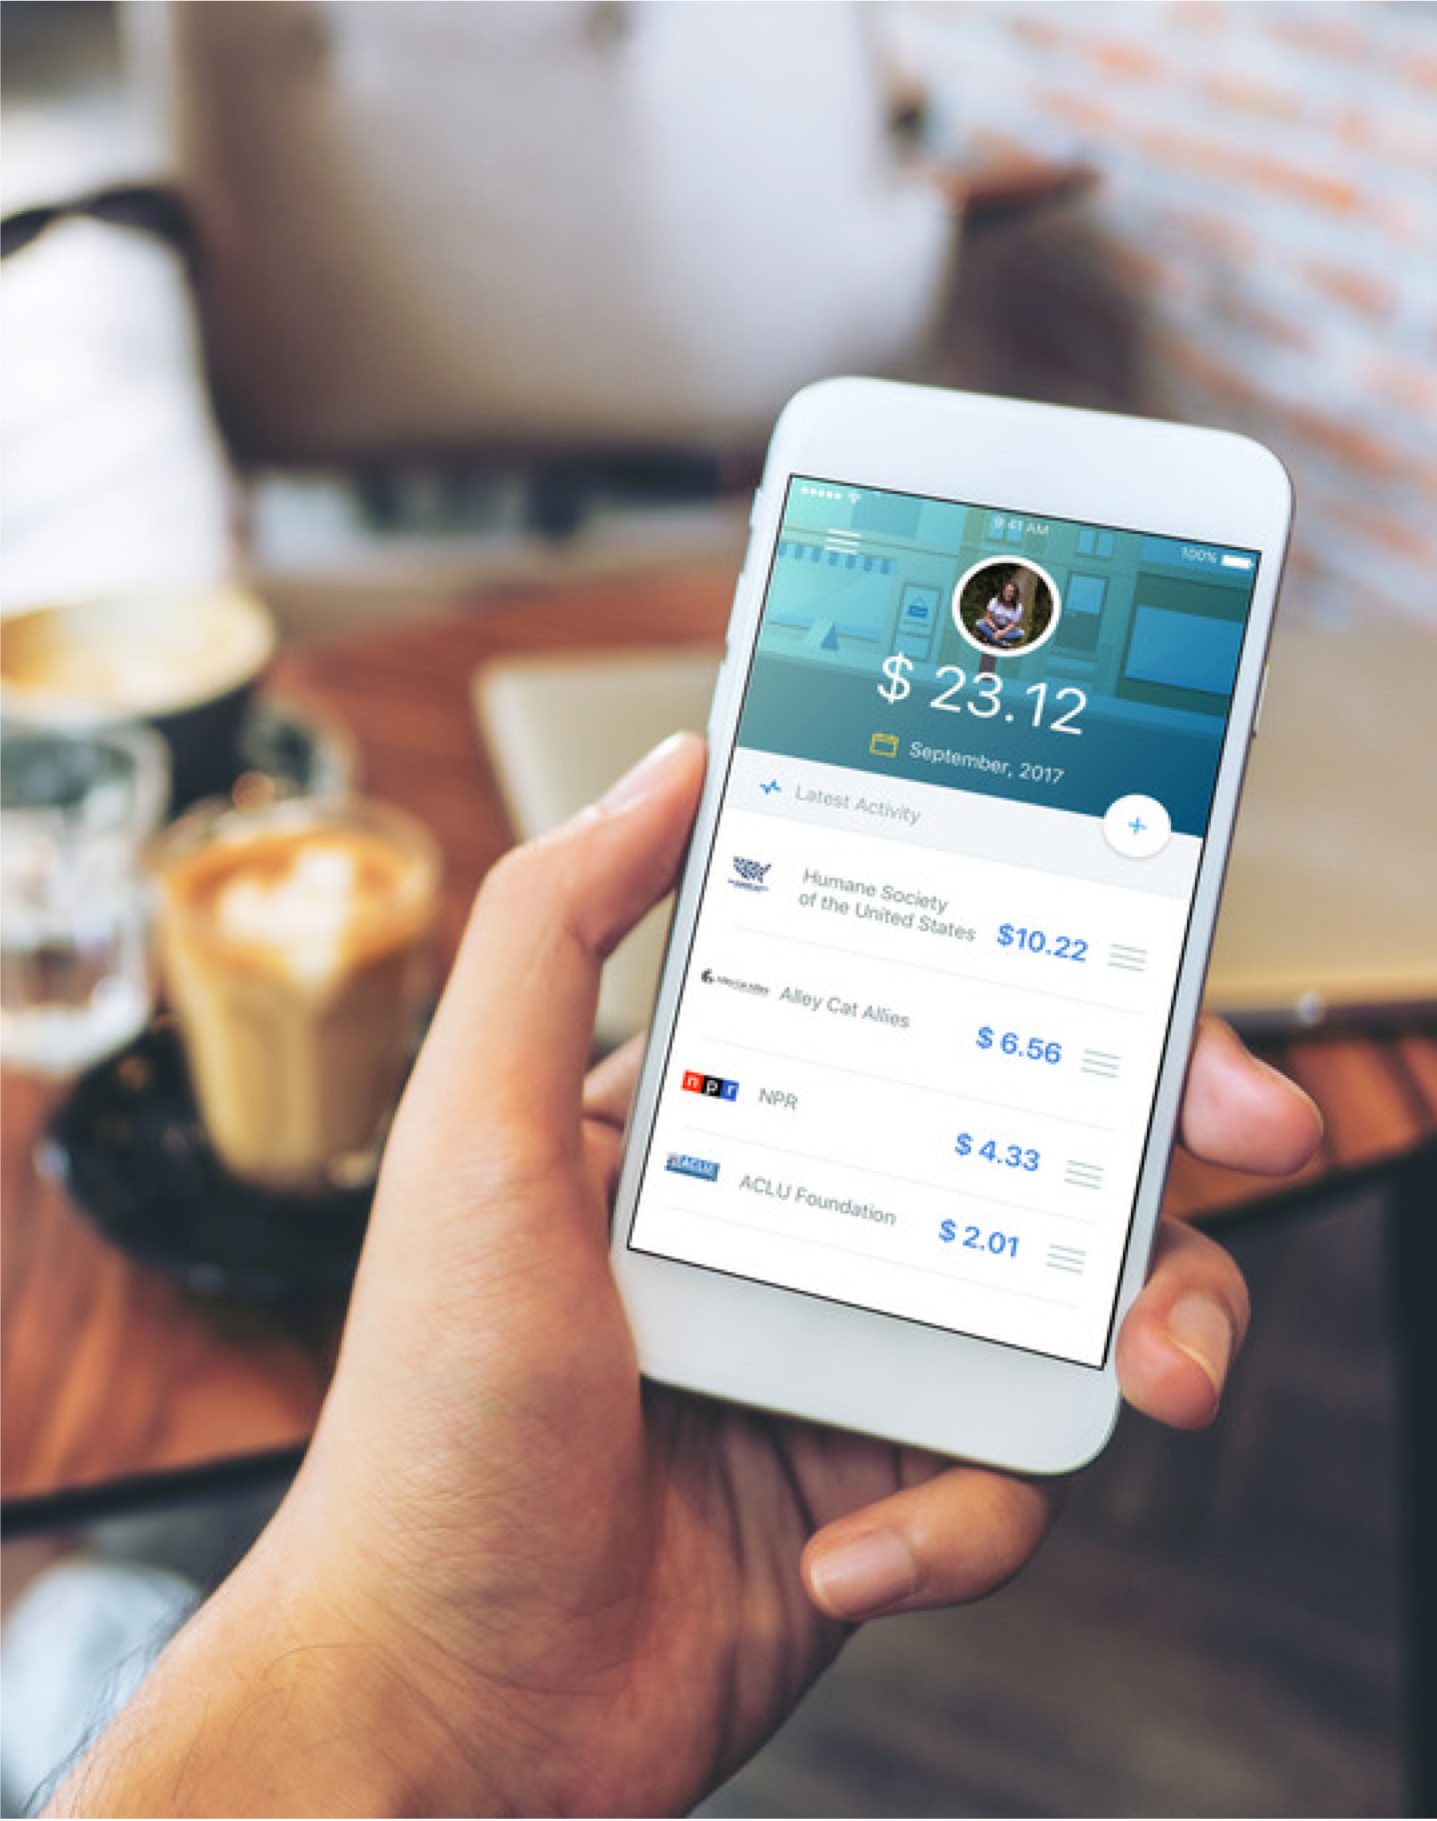 9:41 AM
100%
$ 23.12
September, 2017
Latest Activity
Humane Society
of the United States
$10.22
Alley Cat Allies
$ 6.56
npr
NPR
$ 4.33
ACLU
ACLU Foundation
$ 2.01